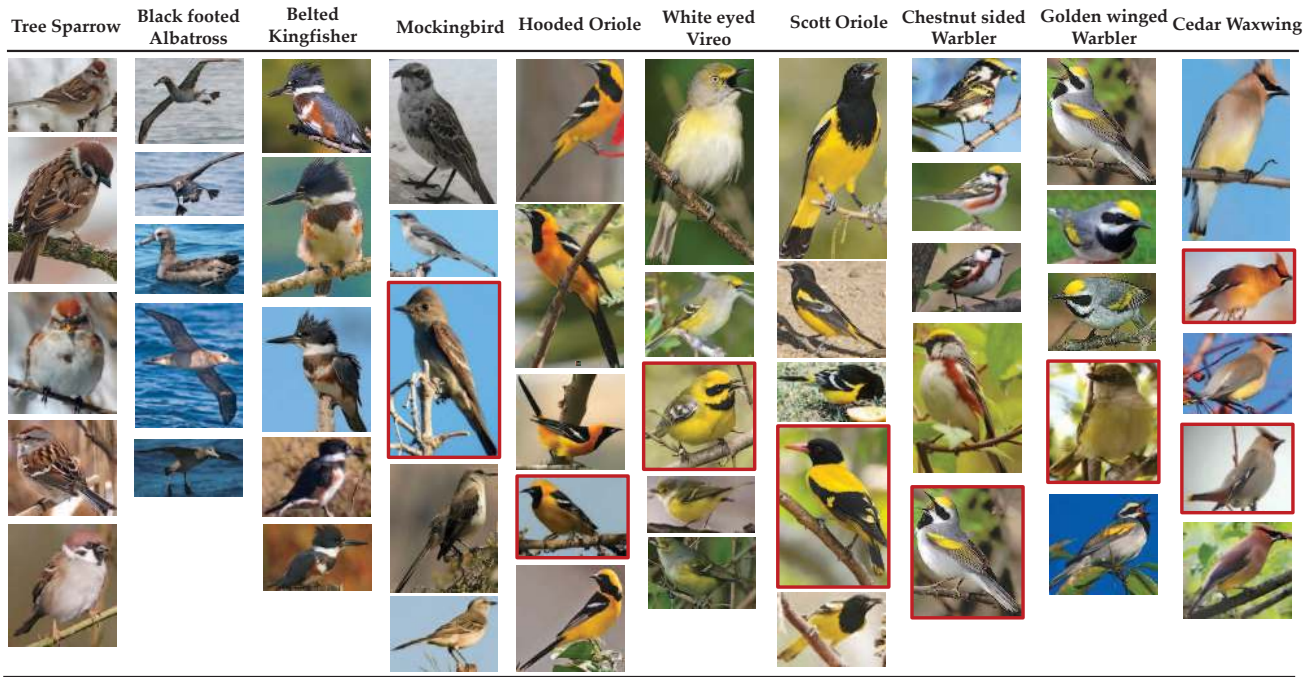 Tree Sparrow
Black footed
Albatross
Belted
Kingfisher
Mockingbird
Hooded Oriole
White eyed
Vireo
Scott Oriole
Chestnut sided
Warbler
Golden winged
Warbler
Cedar Waxwing